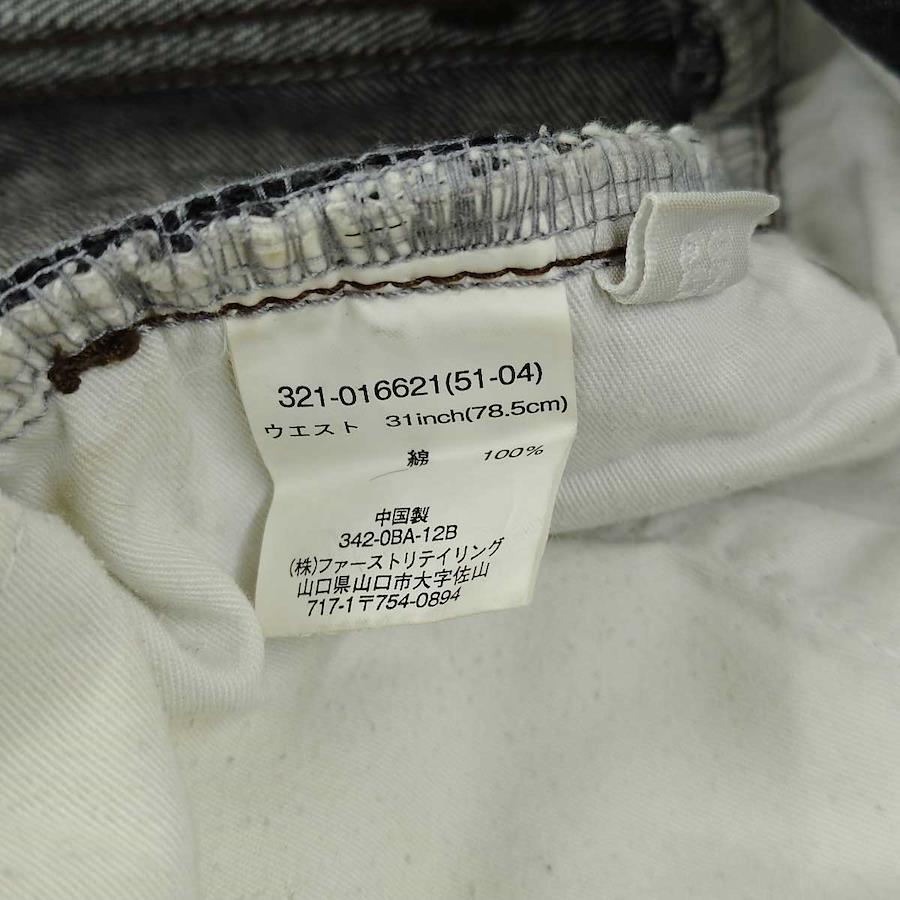 321-016621(51-04)
ウエスト 31inch(78.5cm)
綿 100%
中国製
342-0BA-12B
(株)ファーストリテイリング
山口県山口市大字佐山
717-1〒754-0894